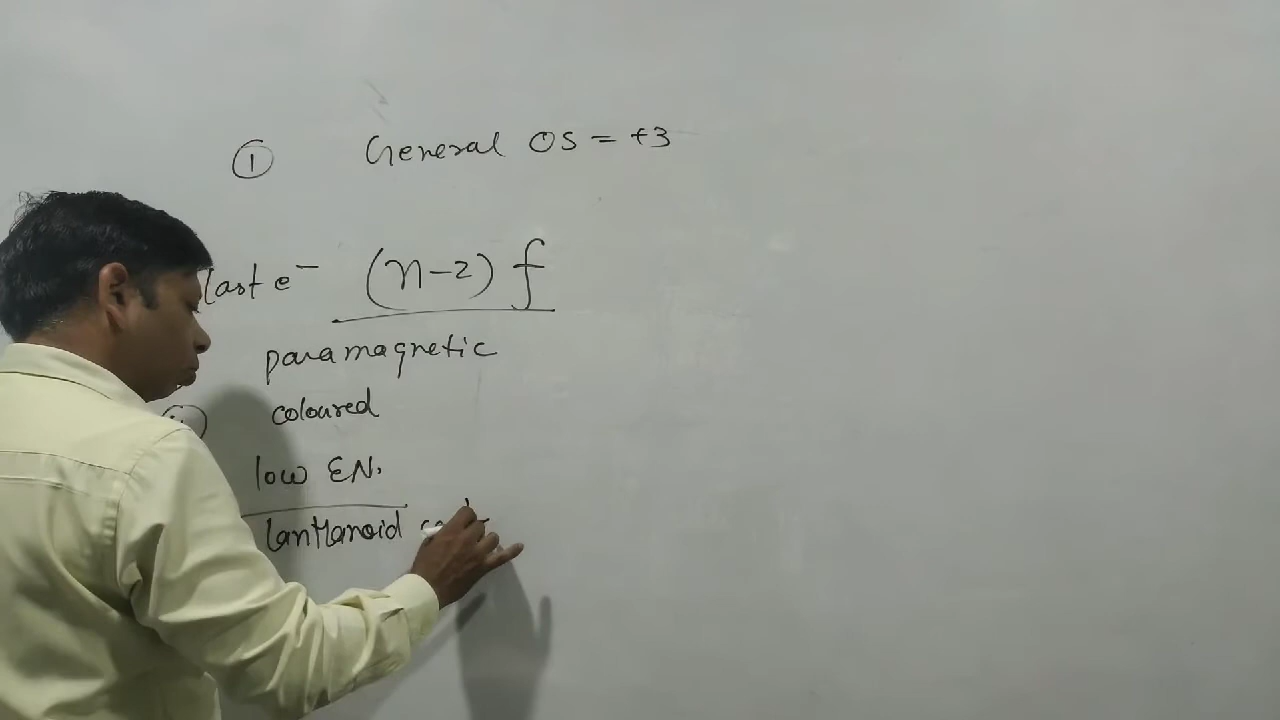 ① General OS = +3
last e⁻ (n-2) f
paramagnetic
coloured
low EN.
lanthanoid